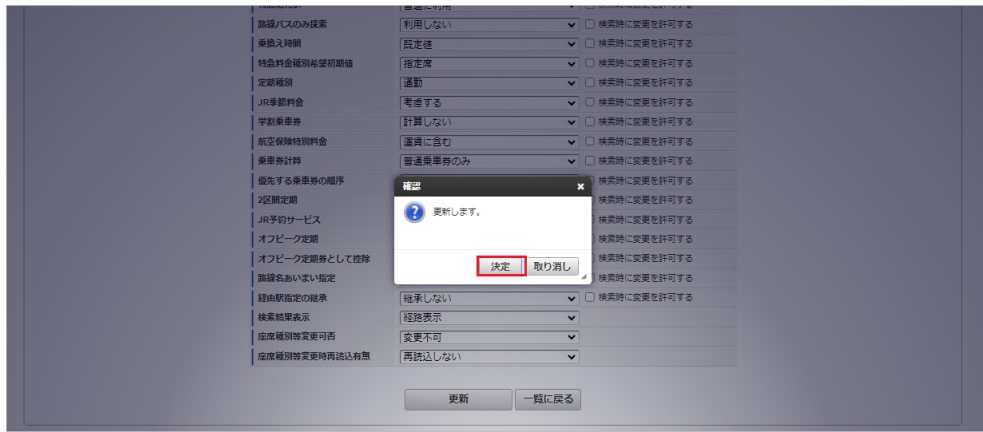 路線バスのみ探索 利用しない 検索時に変更を許可する
乗換え時間 既定値 検索時に変更を許可する
特急料金種別希望初期値 指定席 検索時に変更を許可する
定期種別 通勤 検索時に変更を許可する
JR季節料金 考慮する 検索時に変更を許可する
学割乗車券 計算しない 検索時に変更を許可する
航空保険特別料金 運賃に含む 検索時に変更を許可する
乗車券計算 普通乗車券のみ 検索時に変更を許可する
優先する乗車券の順序 検索時に変更を許可する
2区間定期 検索時に変更を許可する
JR予約サービス 検索時に変更を許可する
オフピーク定期 検索時に変更を許可する
オフピーク定期券として控除 検索時に変更を許可する
路線名あいまい指定 検索時に変更を許可する
経由駅指定の継承 継承しない 検索時に変更を許可する
検索結果表示 経路表示
座席種別等変更可否 変更不可
座席種別等変更時再読込有無 再読込しない
確認
更新します。
決定 取り消し
更新 一覧に戻る